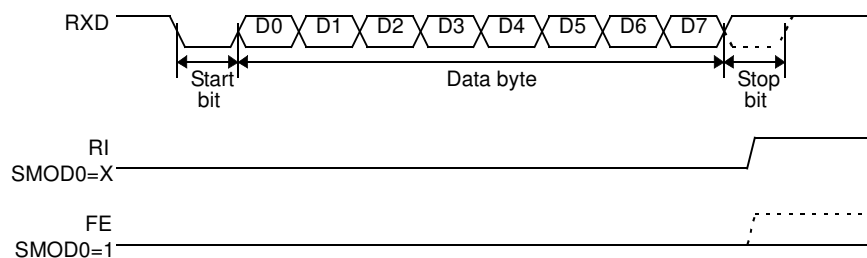 RXD D0 D1 D2 D3 D4 D5 D6 D7
Start bit
Data byte
Stop bit
RI
SMOD0=X
FE
SMOD0=1